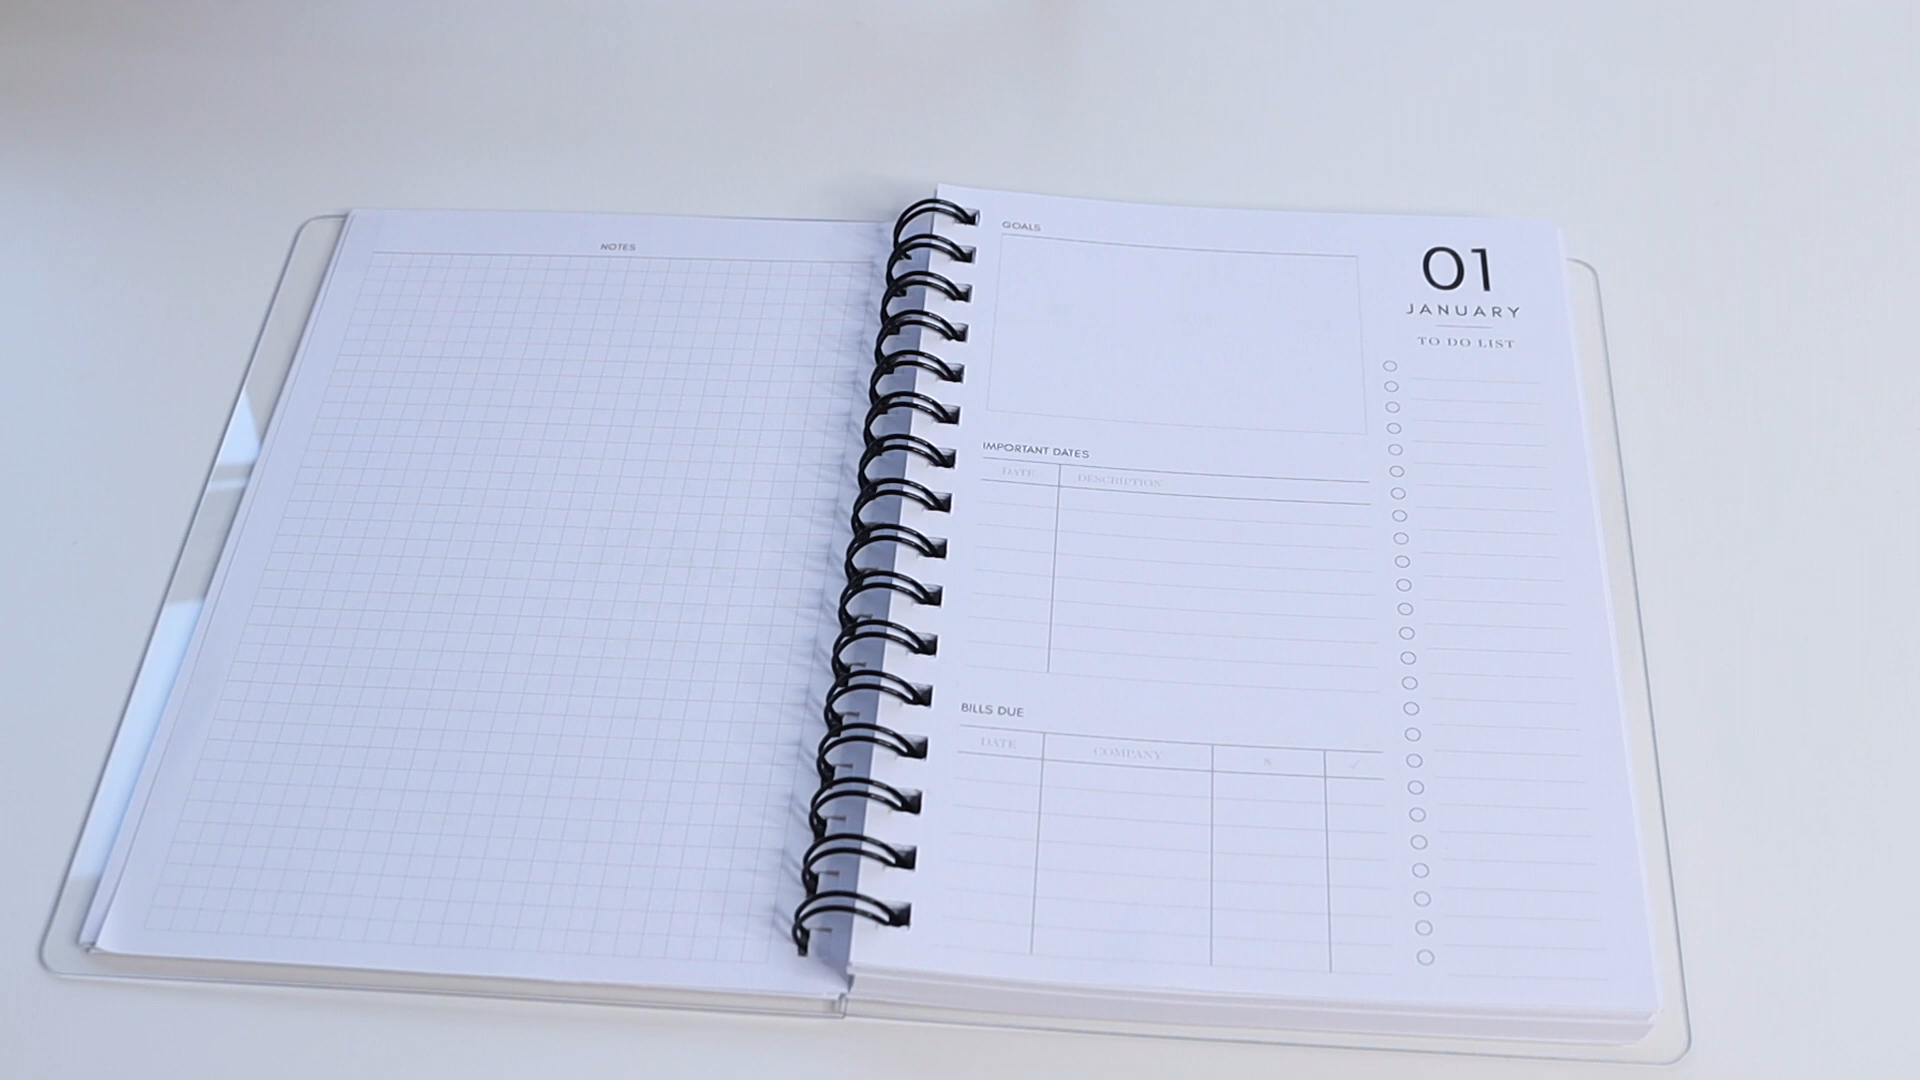 NOTES
GOALS
01
JANUARY
TO DO LIST
IMPORTANT DATES
DATE DESCRIPTION
BILLS DUE
DATE COMPANY $ ✓